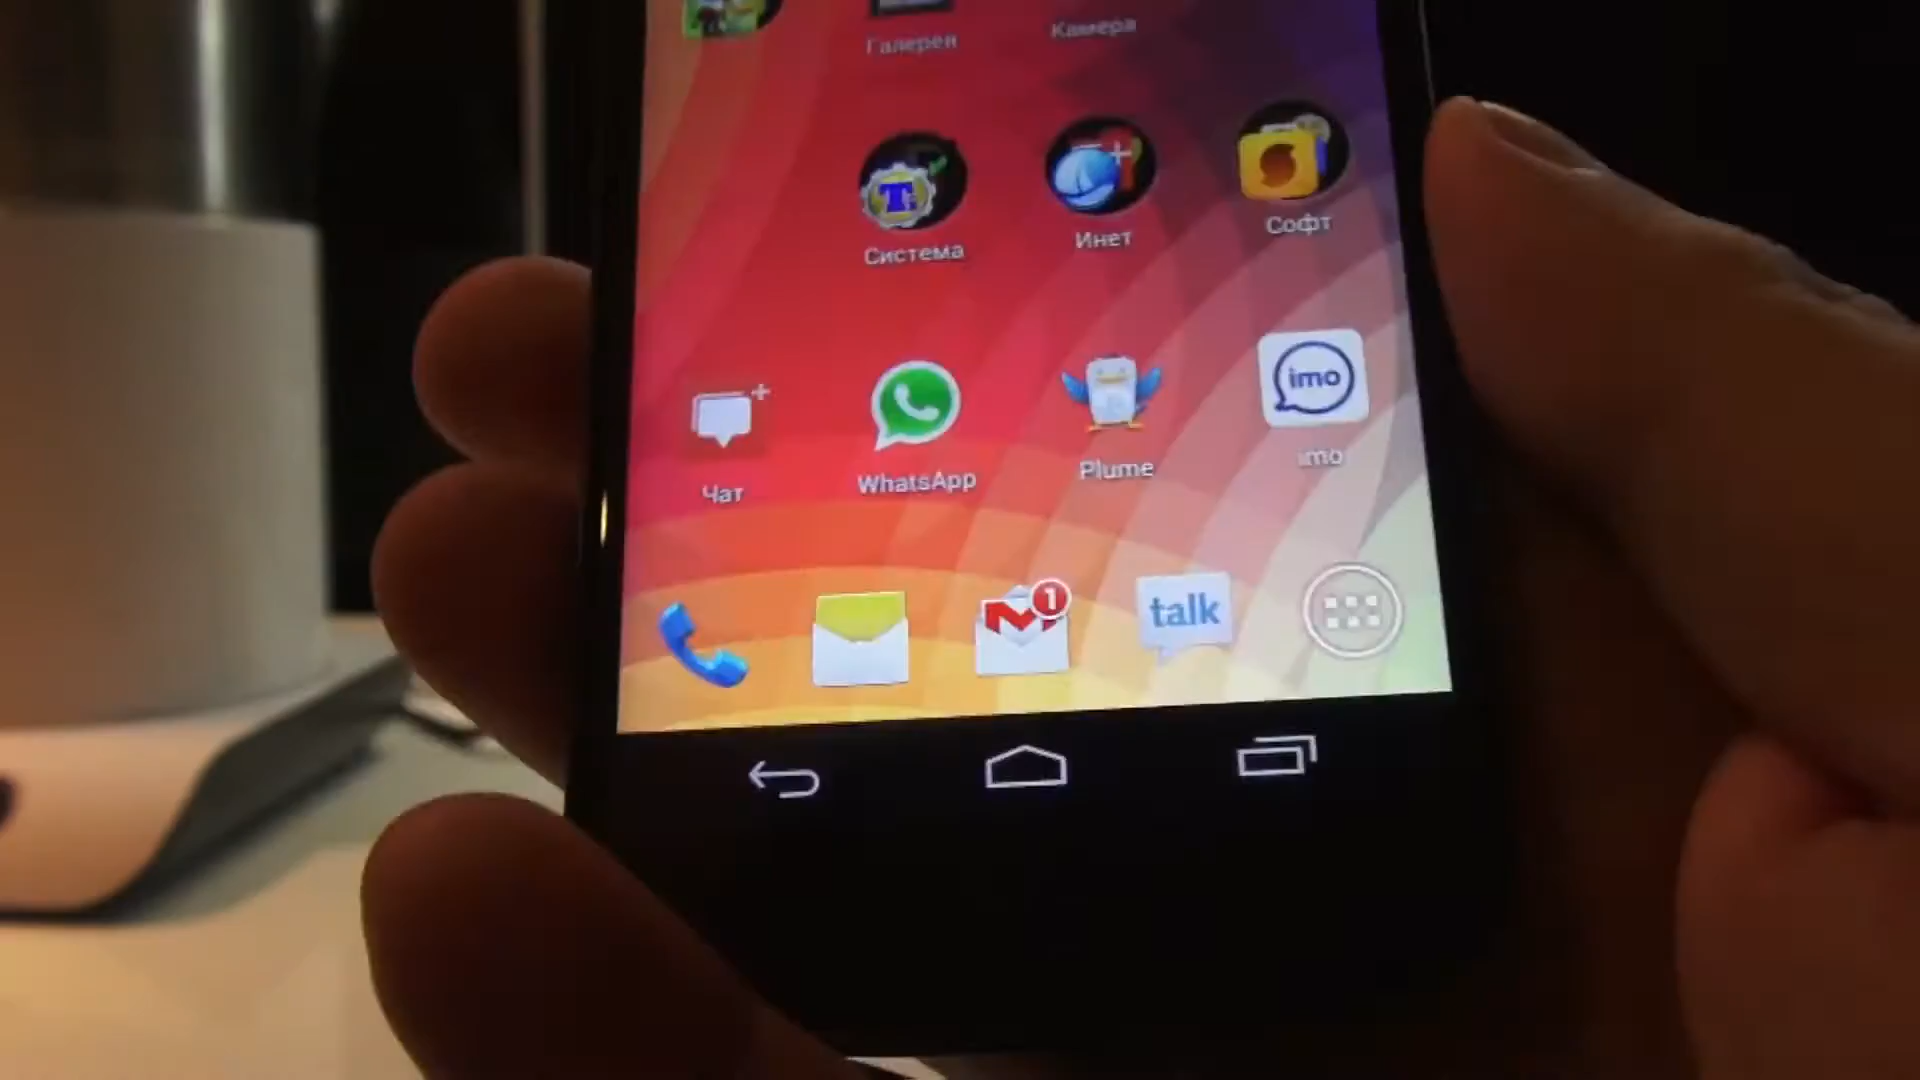 Галерея
Камера
Система
Инет
Софт
imo
Чат
WhatsApp
Plume
imo
1
talk